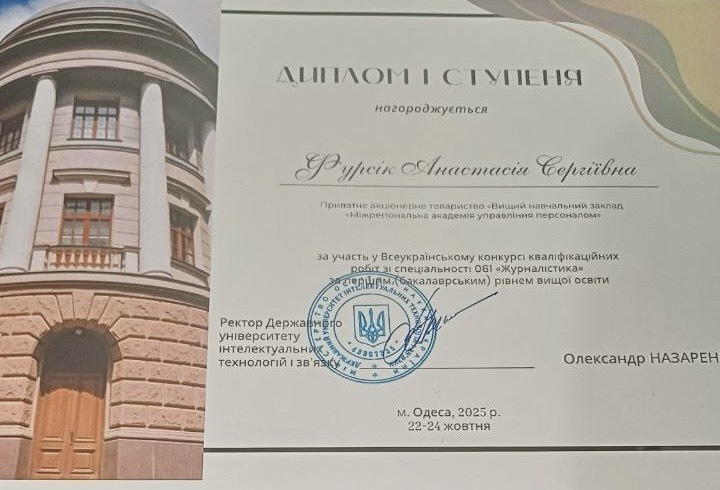 ДИПЛОМ І СТУПЕНЯ
нагороджується
Фурсік Анастасія Сергіївна
Приватне акціонерне товариство «Вищий навчальний заклад
«Міжрегіональна академія управління персоналом»
за участь у Всеукраїнському конкурсі кваліфікаційних
робіт зі спеціальності 061 «Журналістика»
за першим (бакалаврським) рівнем вищої освіти
Ректор Державного
університету
інтелектуальних
технологій і зв'язку
Олександр НАЗАРЕН
м. Одеса, 2025 р.
22-24 жовтня